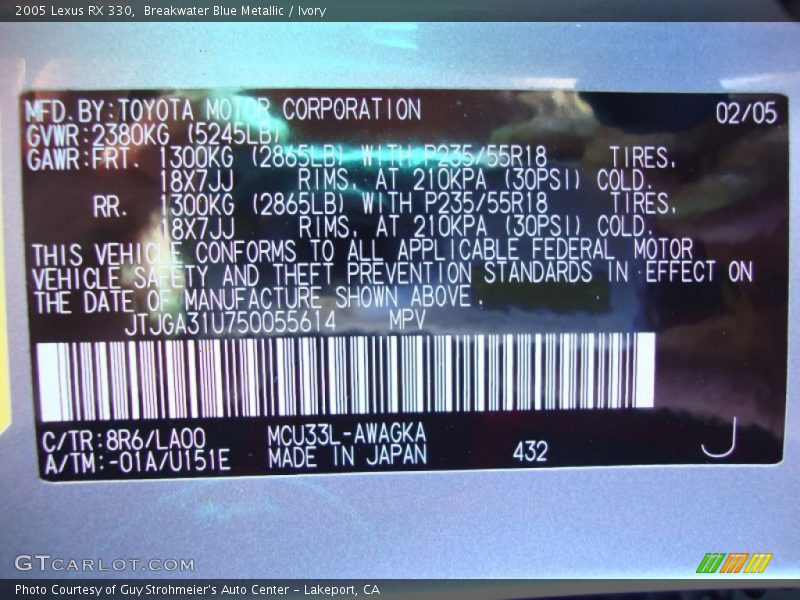 2005 Lexus RX 330, Breakwater Blue Metallic / Ivory
MFD.BY:TOYOTA MOTOR CORPORATION 02/05
GVWR:2380KG (5245LB)
GAWR:FRT. 1300KG (2865LB) WITH P235/55R18 TIRES,
18X7JJ RIMS, AT 210KPA (30PSI) COLD.
RR. 1300KG (2865LB) WITH P235/55R18 TIRES,
18X7JJ RIMS, AT 210KPA (30PSI) COLD.
THIS VEHICLE CONFORMS TO ALL APPLICABLE FEDERAL MOTOR
VEHICLE SAFETY AND THEFT PREVENTION STANDARDS IN EFFECT ON
THE DATE OF MANUFACTURE SHOWN ABOVE.
JTJGA31U750055614 MPV
C/TR:8R6/LA00 MCU33L-AWAGKA
A/TM:-01A/U151E MADE IN JAPAN 432 J
GTCARLOT.COM
Photo Courtesy of Guy Strohmeier's Auto Center - Lakeport, CA